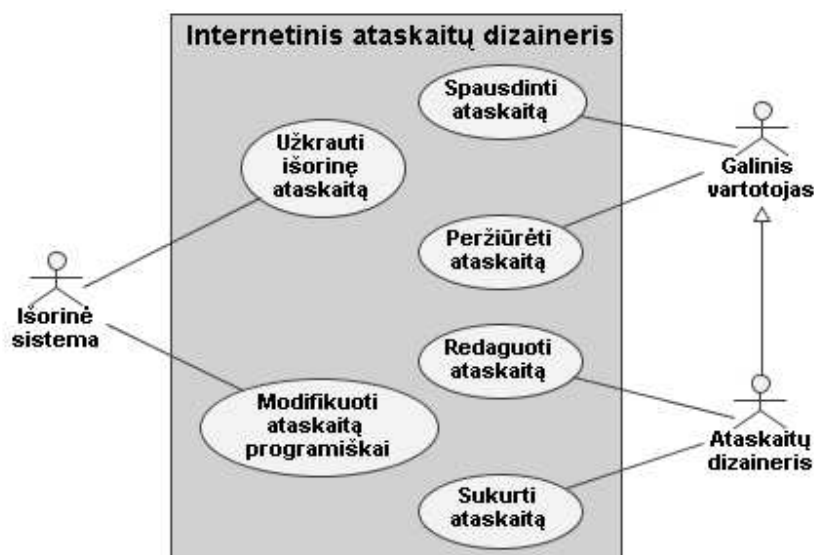 Internetinis ataskaitų dizaineris
Spausdinti
ataskaitą
Užkrauti
išorinę
ataskaitą
Galinis
vartotojas
Peržiūrėti
ataskaitą
Išorinė
sistema
Redaguoti
ataskaitą
Modifikuoti
ataskaitą
programiškai
Ataskaitų
dizaineris
Sukurti
ataskaitą